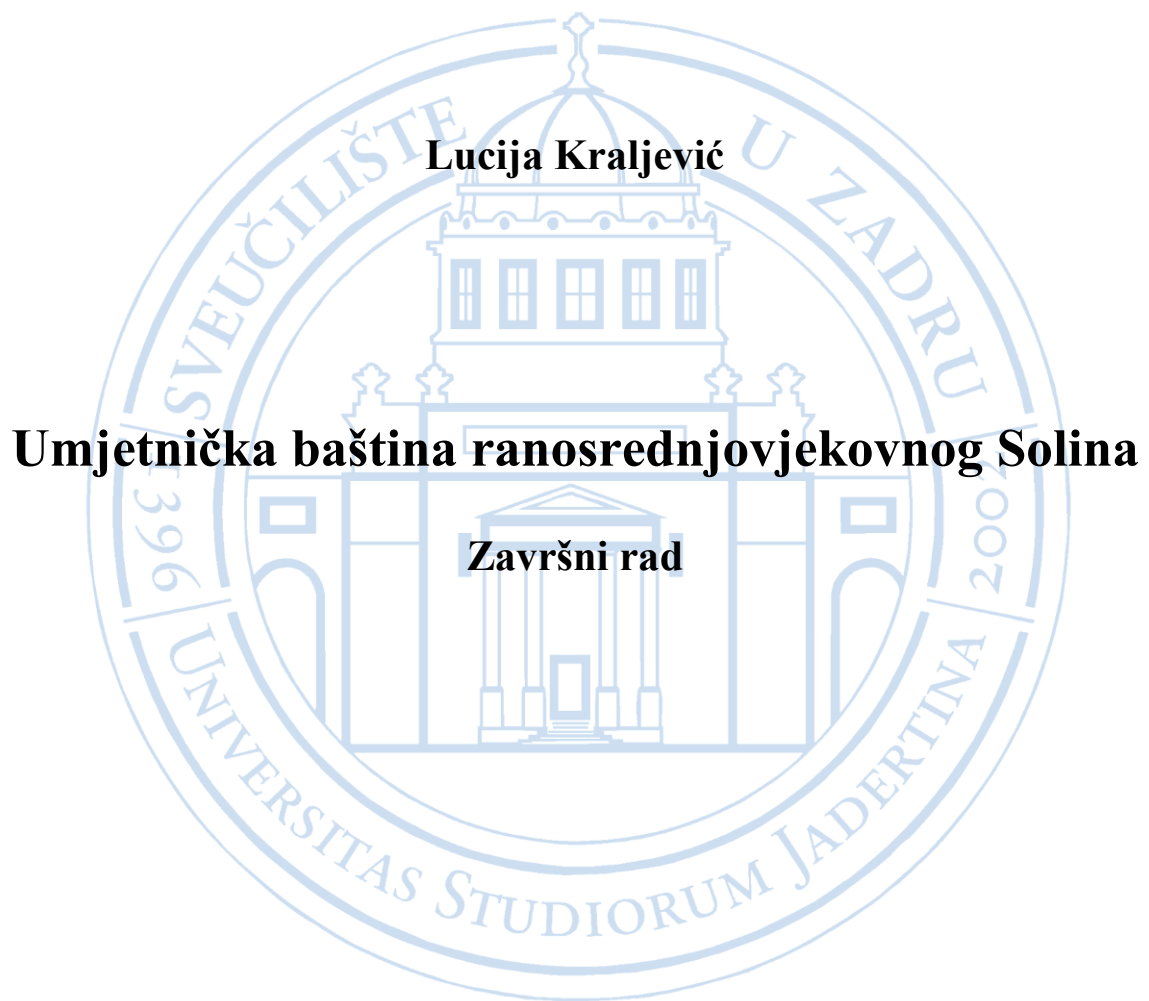 Lucija Kraljević
Umjetnička baština ranosrednjovjekovnog Solina
Završni rad
SVEUČILIŠTE U ZADRU
1396
2002
UNIVERSITAS STUDIORUM JADERTINA